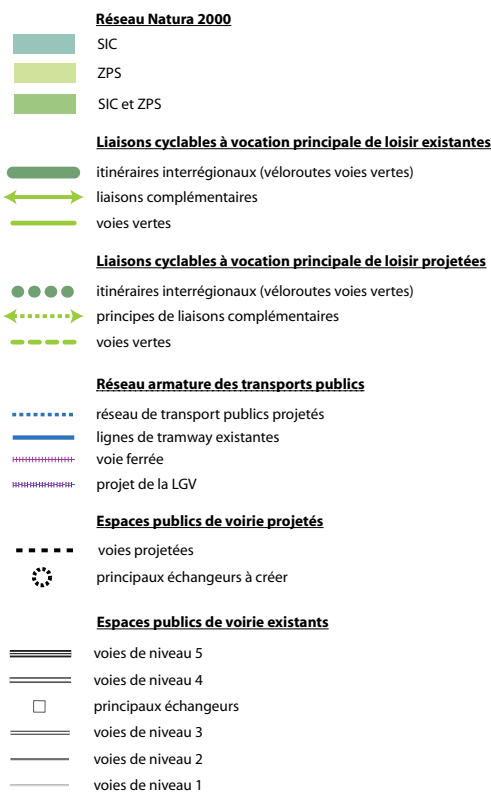 Réseau Natura 2000
SIC
ZPS
SIC et ZPS
Liaisons cyclables à vocation principale de loisir existantes
itinéraires interrégionaux (véloroutes voies vertes)
liaisons complémentaires
voies vertes
Liaisons cyclables à vocation principale de loisir projetées
itinéraires interrégionaux (véloroutes voies vertes)
principes de liaisons complémentaires
voies vertes
Réseau armature des transports publics
réseau de transport publics projetés
lignes de tramway existantes
voie ferrée
projet de la LGV
Espaces publics de voirie projetés
voies projetées
principaux échangeurs à créer
Espaces publics de voirie existants
voies de niveau 5
voies de niveau 4
principaux échangeurs
voies de niveau 3
voies de niveau 2
voies de niveau 1